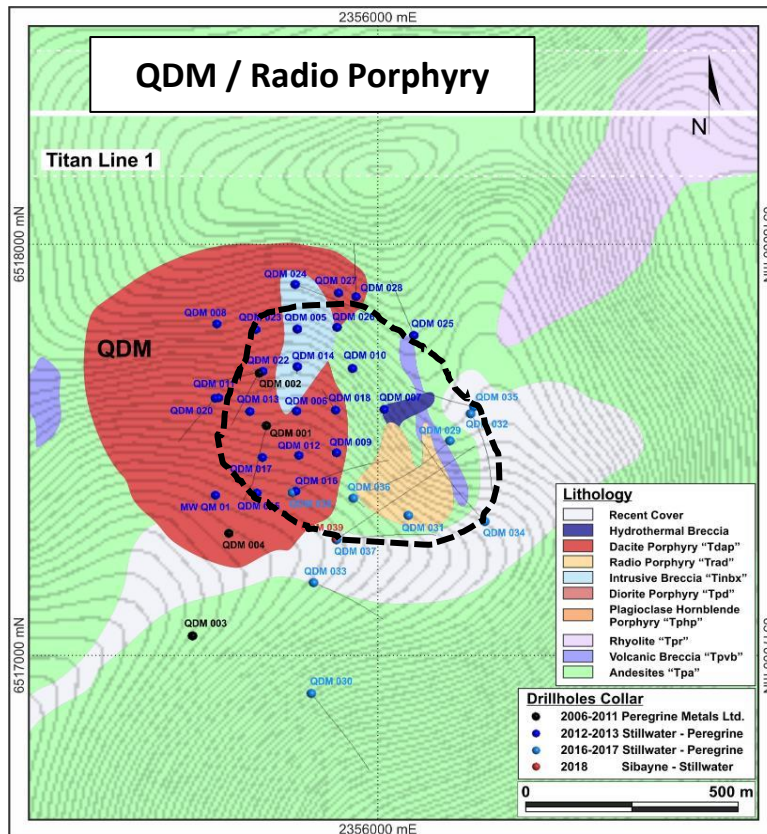 2356000 mE
QDM / Radio Porphyry
N
Titan Line 1
6518000 mN
QDM 024
QDM 027
QDM 028
QDM 008
QDM 023
QDM 005
QDM 026
QDM 025
QDM
QDM 022
QDM 014
QDM 010
QDM 002
QDM 011
QDM 020
QDM 013
QDM 006
QDM 018
QDM 007
QDM 035
QDM 032
QDM 001
QDM 029
QDM 012
QDM 009
QDM 017
QDM 016
QDM 036
MW QM 01
QDM 031
QDM 034
QDM 004
QDM 037
QDM 033
QDM 003
6517000 mN
QDM 030
Lithology
Recent Cover
Hydrothermal Breccia
Dacite Porphyry “Tdap”
Radio Porphyry “Trad”
Intrusive Breccia “Tinbx”
Diorite Porphyry “Tpd”
Plagioclase Hornblende
Porphyry “Tphp”
Rhyolite “Tpr”
Volcanic Breccia “Tpvb”
Andesites “Tpa”
Drillholes Collar
2006-2011 Peregrine Metals Ltd.
2012-2013 Stillwater - Peregrine
2016-2017 Stillwater - Peregrine
2018 Sibayne - Stillwater
0 500 m
2356000 mE